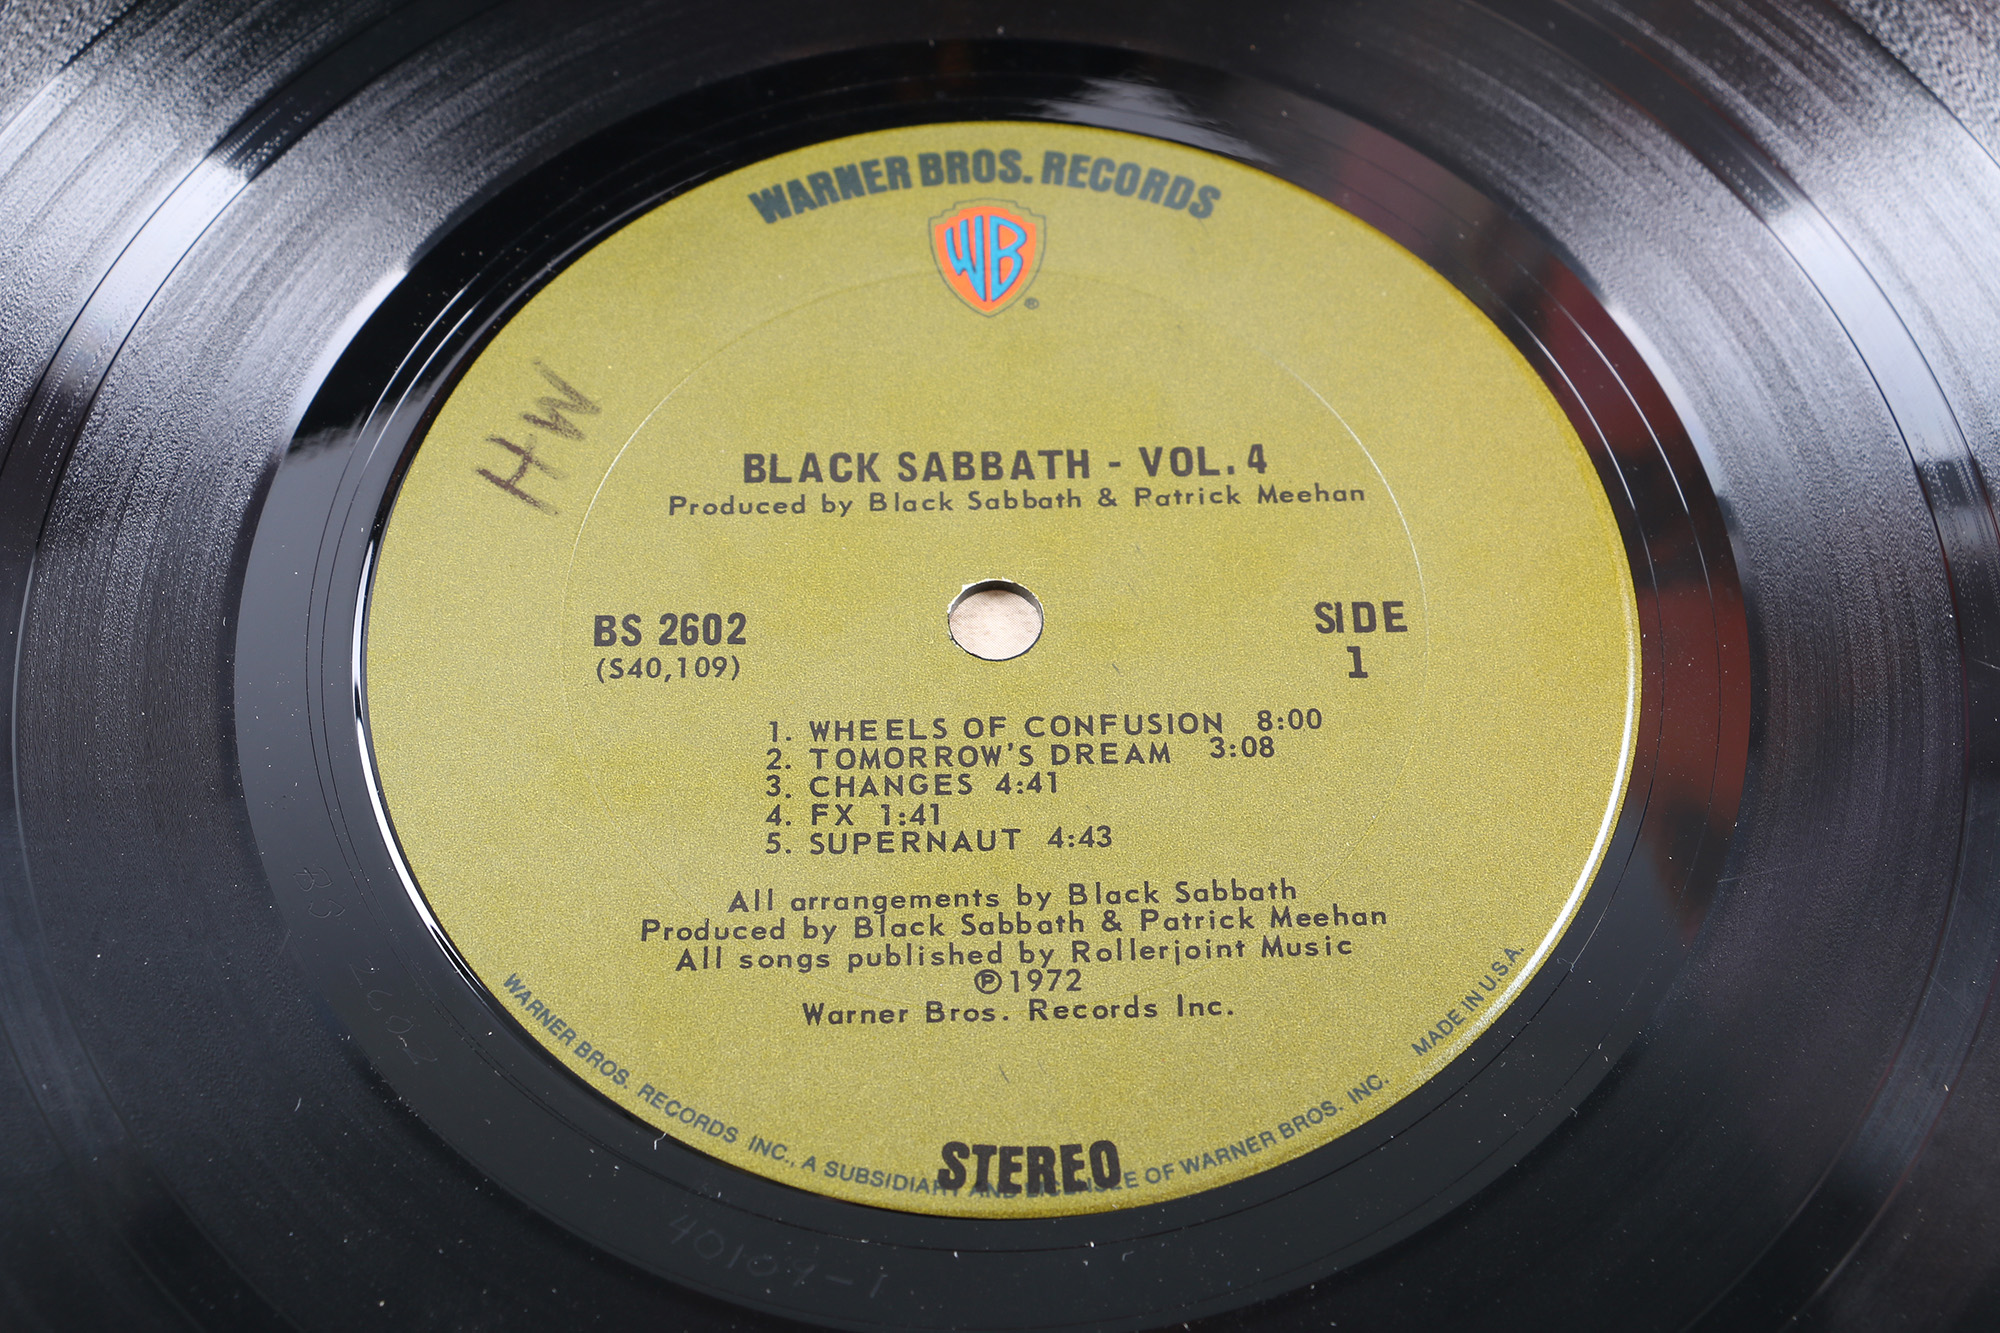 WARNER BROS. RECORDS
WB
®
HW
BLACK SABBATH - VOL. 4
Produced by Black Sabbath & Patrick Meehan
BS 2602
(S40,109)
SIDE
1
1. WHEELS OF CONFUSION 8:00
2. TOMORROW'S DREAM 3:08
3. CHANGES 4:41
4. FX 1:41
5. SUPERNAUT 4:43
All arrangements by Black Sabbath
Produced by Black Sabbath & Patrick Meehan
All songs published by Rollerjoint Music
℗1972
Warner Bros. Records Inc.
STEREO
WARNER BROS. RECORDS INC., A SUBSIDIARY AND LICENSEE OF WARNER BROS. INC.
MADE IN U.S.A.
40109-1